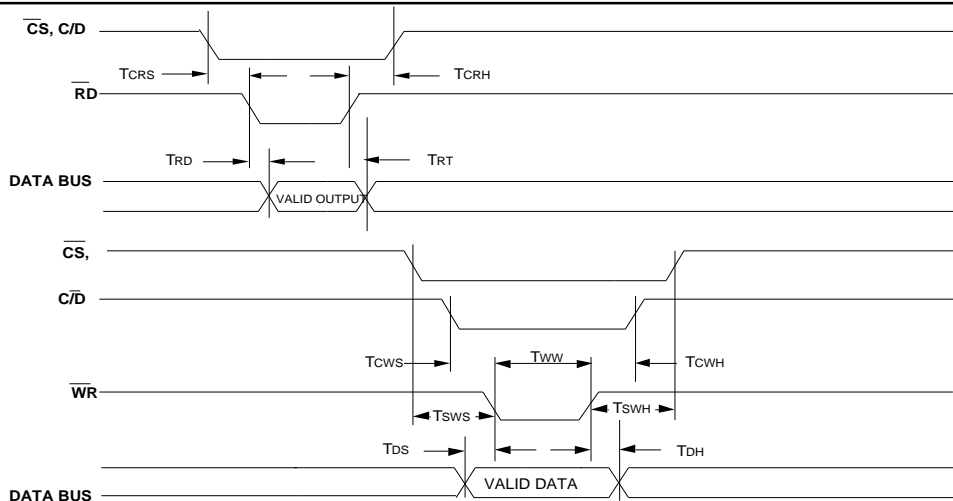 CS, C/D
TCRS
TCRH
RD
TRD
TRT
DATA BUS
VALID OUTPUT
CS,
C/D
TCWS
TWW
TCWH
WR
TSWS
TSWH
TDS
TDH
VALID DATA
DATA BUS